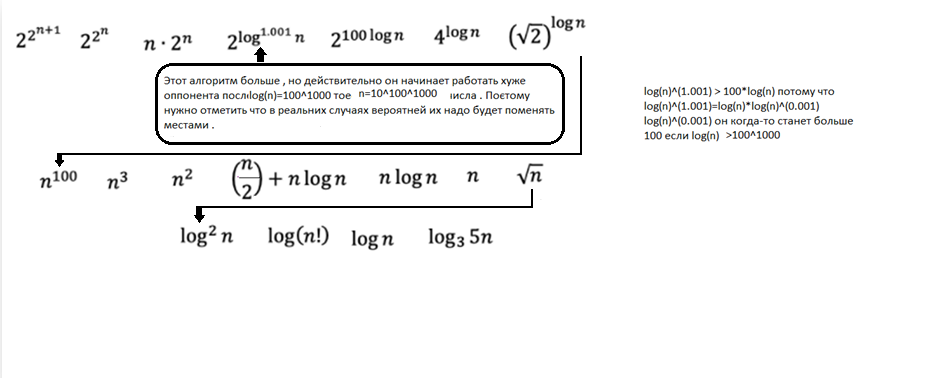 2^{2^{n+1}} 2^{2^n} n · 2^n 2^{log^{1.001} n} 2^{100 log n} 4^{log n} (√2)^{log n}
Этот алгоритм больше , но действительно он начинает работать хуже
оппонента после log(n)=100^1000 тое n=10^100^1000 числа . Поєтому
нужно отметить что в реальних случаях вероятней их надо будет поменять
местами .
log(n)^(1.001) > 100*log(n) потому что
log(n)^(1.001)=log(n)*log(n)^(0.001)
log(n)^(0.001) он когда-то станет больше
100 если log(n) >100^1000
n^{100} n^3 n^2 (n/2) + n log n n log n n √n
log^2 n log(n!) log n log_3 5n